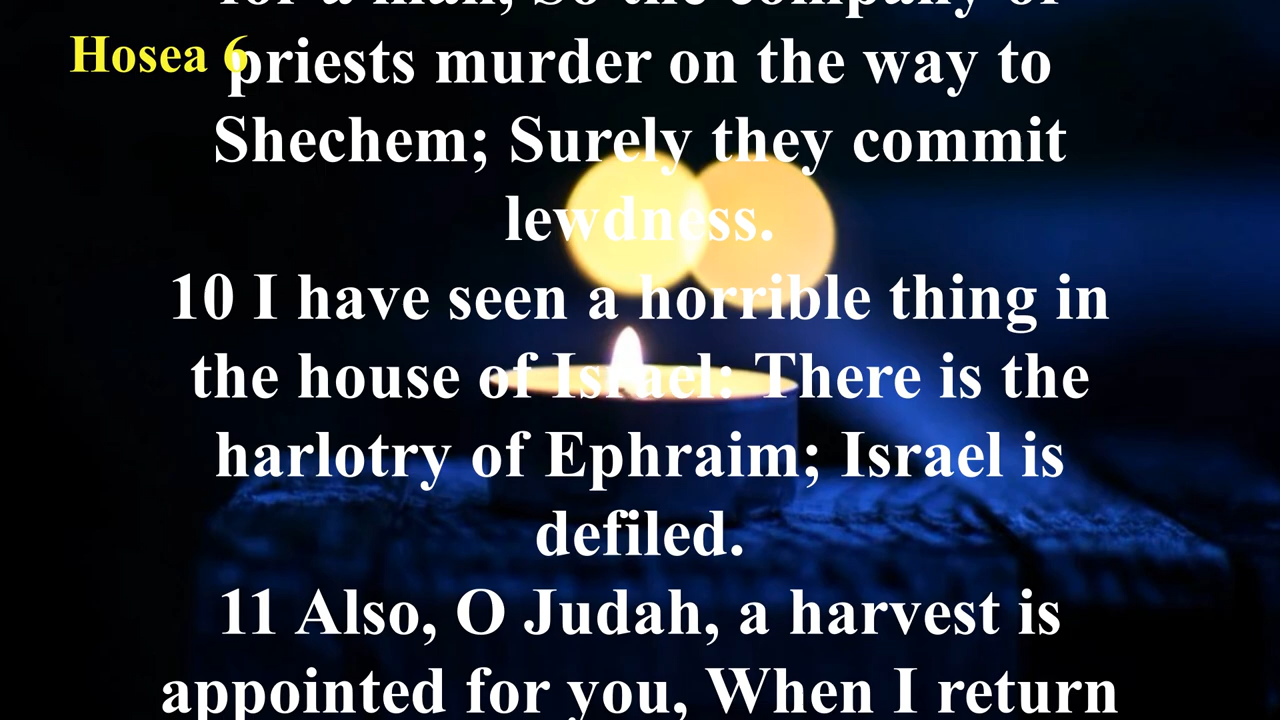 for a man, So the company of
Hosea 6
priests murder on the way to
Shechem; Surely they commit
lewdness.
10 I have seen a horrible thing in
the house of Israel: There is the
harlotry of Ephraim; Israel is
defiled.
11 Also, O Judah, a harvest is
appointed for you, When I return